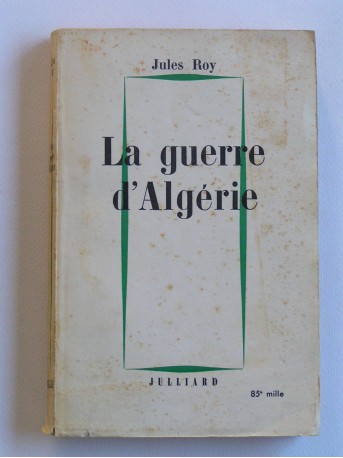 Jules Roy
La guerre
d'Algérie
JULLIARD
85e mille